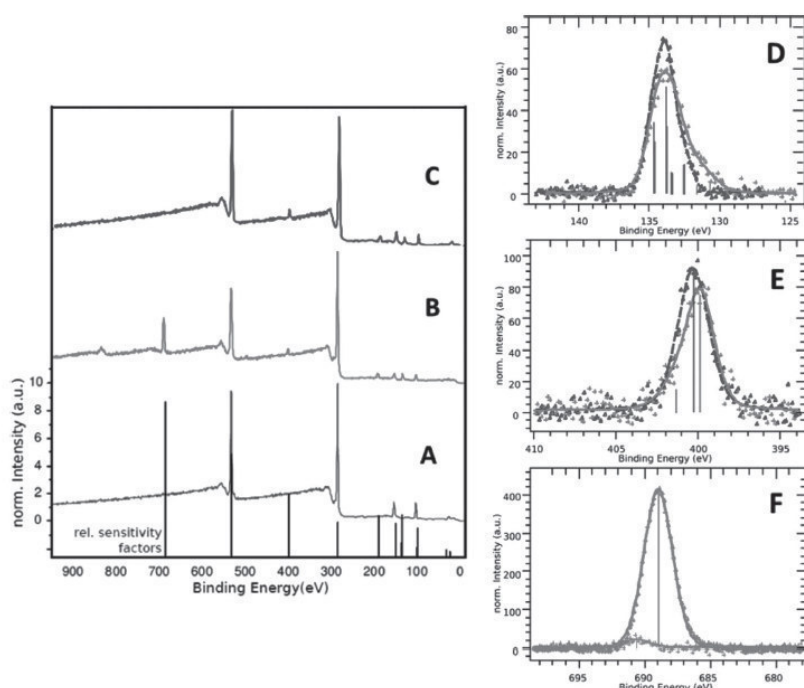 C
B
A
norm. Intensity (a.u.)
10
8
6
4
2
0
rel. sensitivity
factors
900 800 700 600 500 400 300 200 100 0
Binding Energy(eV)
D
norm. Intensity (a.u.)
80
60
40
20
0
140 135 130 125
Binding Energy (eV)
E
norm. Intensity (a.u.)
100
80
60
40
20
0
410 405 400 395
Binding Energy (eV)
F
norm. Intensity (a.u.)
400
300
200
100
0
695 690 685 680
Binding Energy (eV)